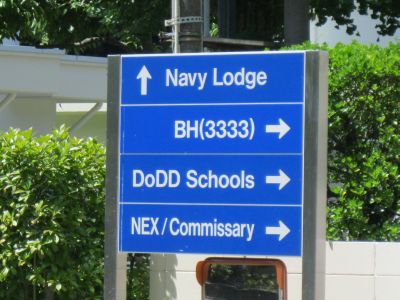 ↑ Navy Lodge
BH(3333) →
DoDD Schools →
NEX/Commissary →